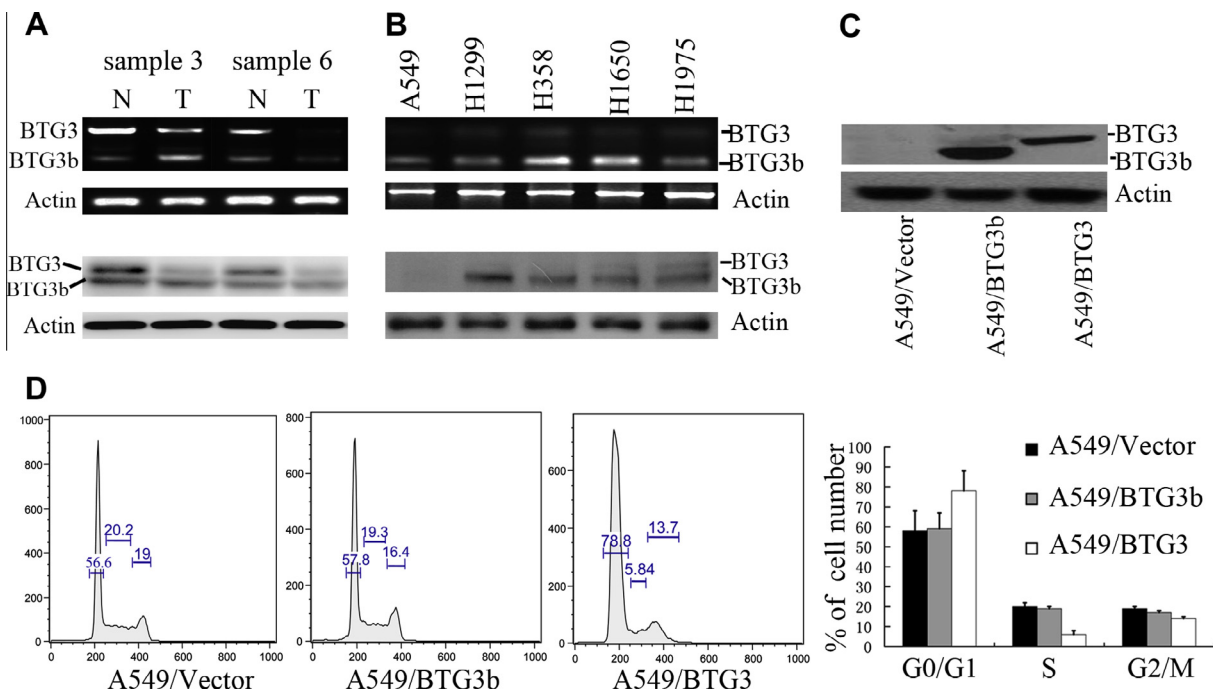 A
sample 3 sample 6
N T N T
BTG3
BTG3b
Actin
BTG3
BTG3b
Actin
B
A549 H1299 H358 H1650 H1975
BTG3
BTG3b
Actin
BTG3
BTG3b
Actin
C
BTG3
BTG3b
Actin
A549/Vector A549/BTG3b A549/BTG3
D
1000
800
600
400
200
0
56.6
20.2
19
0 200 400 600 800 1000
A549/Vector
800
600
400
200
0
57.8
19.3
16.4
0 200 400 600 800 1000
A549/BTG3b
600
400
200
0
78.8
5.84
13.7
0 200 400 600 800 1000
A549/BTG3
% of cell number
100
90
80
70
60
50
40
30
20
10
0
G0/G1 S G2/M
A549/Vector
A549/BTG3b
A549/BTG3